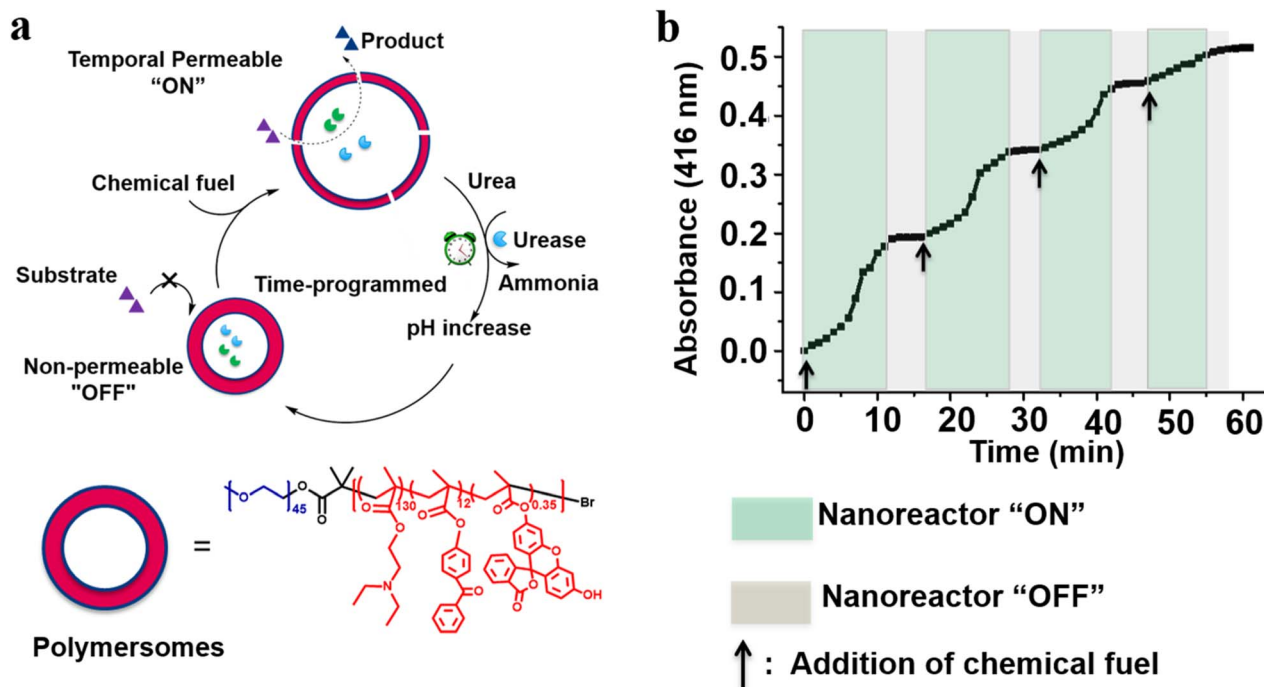 a
Product
Temporal Permeable
“ON”
Chemical fuel
Urea
Urease
Substrate
Time-programmed
Ammonia
pH increase
Non-permeable
"OFF"
Polymersomes
=
O
45
O
O
130
12
0.35
Br
O
O
N
O
O
O
O
O
O
O
O
OH
b
Absorbance (416 nm)
0.5
0.4
0.3
0.2
0.1
0.0
0 10 20 30 40 50 60
Time (min)
Nanoreactor “ON”
Nanoreactor “OFF”
: Addition of chemical fuel